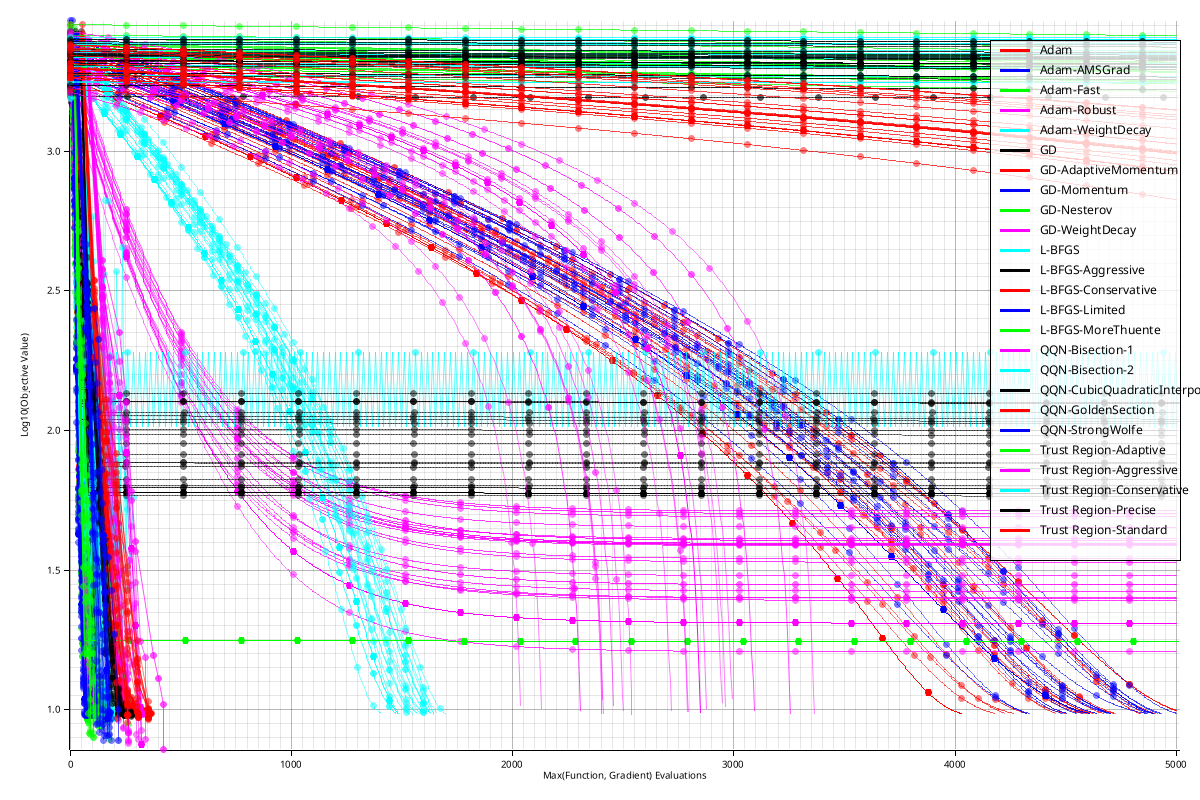 3.0
2.5
2.0
1.5
1.0
Log10(Objective Value)
0
1000
2000
3000
4000
5000
Max(Function, Gradient) Evaluations
Adam
Adam-AMSGrad
Adam-Fast
Adam-Robust
Adam-WeightDecay
GD
GD-AdaptiveMomentum
GD-Momentum
GD-Nesterov
GD-WeightDecay
L-BFGS
L-BFGS-Aggressive
L-BFGS-Conservative
L-BFGS-Limited
L-BFGS-MoreThuente
QQN-Bisection-1
QQN-Bisection-2
QQN-CubicQuadraticInterpo
QQN-GoldenSection
QQN-StrongWolfe
Trust Region-Adaptive
Trust Region-Aggressive
Trust Region-Conservative
Trust Region-Precise
Trust Region-Standard